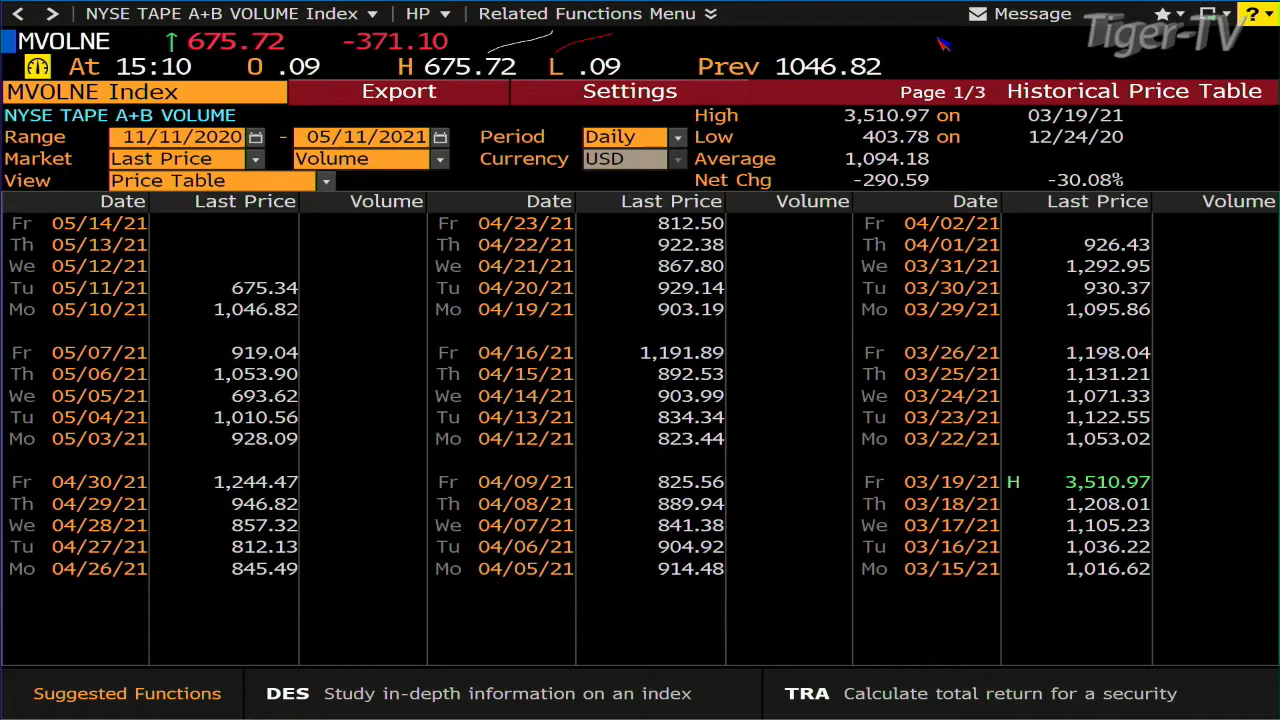 NYSE TAPE A+B VOLUME Index HP Related Functions Menu Message ?
Tiger-TV
MVOLNE ↑ 675.72 -371.10
At 15:10 O .09 H 675.72 L .09 Prev 1046.82
MVOLNE Index Export Settings Page 1/3 Historical Price Table
NYSE TAPE A+B VOLUME High 3,510.97 on 03/19/21
Range 11/11/2020 - 05/11/2021 Period Daily Low 403.78 on 12/24/20
Market Last Price Volume Currency USD Average 1,094.18
View Price Table Net Chg -290.59 -30.08%
Date Last Price Volume Date Last Price Volume Date Last Price Volume
Fr 05/14/21 Fr 04/23/21 812.50 Fr 04/02/21
Th 05/13/21 Th 04/22/21 922.38 Th 04/01/21 926.43
We 05/12/21 We 04/21/21 867.80 We 03/31/21 1,292.95
Tu 05/11/21 675.34 Tu 04/20/21 929.14 Tu 03/30/21 930.37
Mo 05/10/21 1,046.82 Mo 04/19/21 903.19 Mo 03/29/21 1,095.86
Fr 05/07/21 919.04 Fr 04/16/21 1,191.89 Fr 03/26/21 1,198.04
Th 05/06/21 1,053.90 Th 04/15/21 892.53 Th 03/25/21 1,131.21
We 05/05/21 693.62 We 04/14/21 903.99 We 03/24/21 1,071.33
Tu 05/04/21 1,010.56 Tu 04/13/21 834.34 Tu 03/23/21 1,122.55
Mo 05/03/21 928.09 Mo 04/12/21 823.44 Mo 03/22/21 1,053.02
Fr 04/30/21 1,244.47 Fr 04/09/21 825.56 Fr 03/19/21 H 3,510.97
Th 04/29/21 946.82 Th 04/08/21 889.94 Th 03/18/21 1,208.01
We 04/28/21 857.32 We 04/07/21 841.38 We 03/17/21 1,105.23
Tu 04/27/21 812.13 Tu 04/06/21 904.92 Tu 03/16/21 1,036.22
Mo 04/26/21 845.49 Mo 04/05/21 914.48 Mo 03/15/21 1,016.62
Suggested Functions DES Study in-depth information on an index TRA Calculate total return for a security